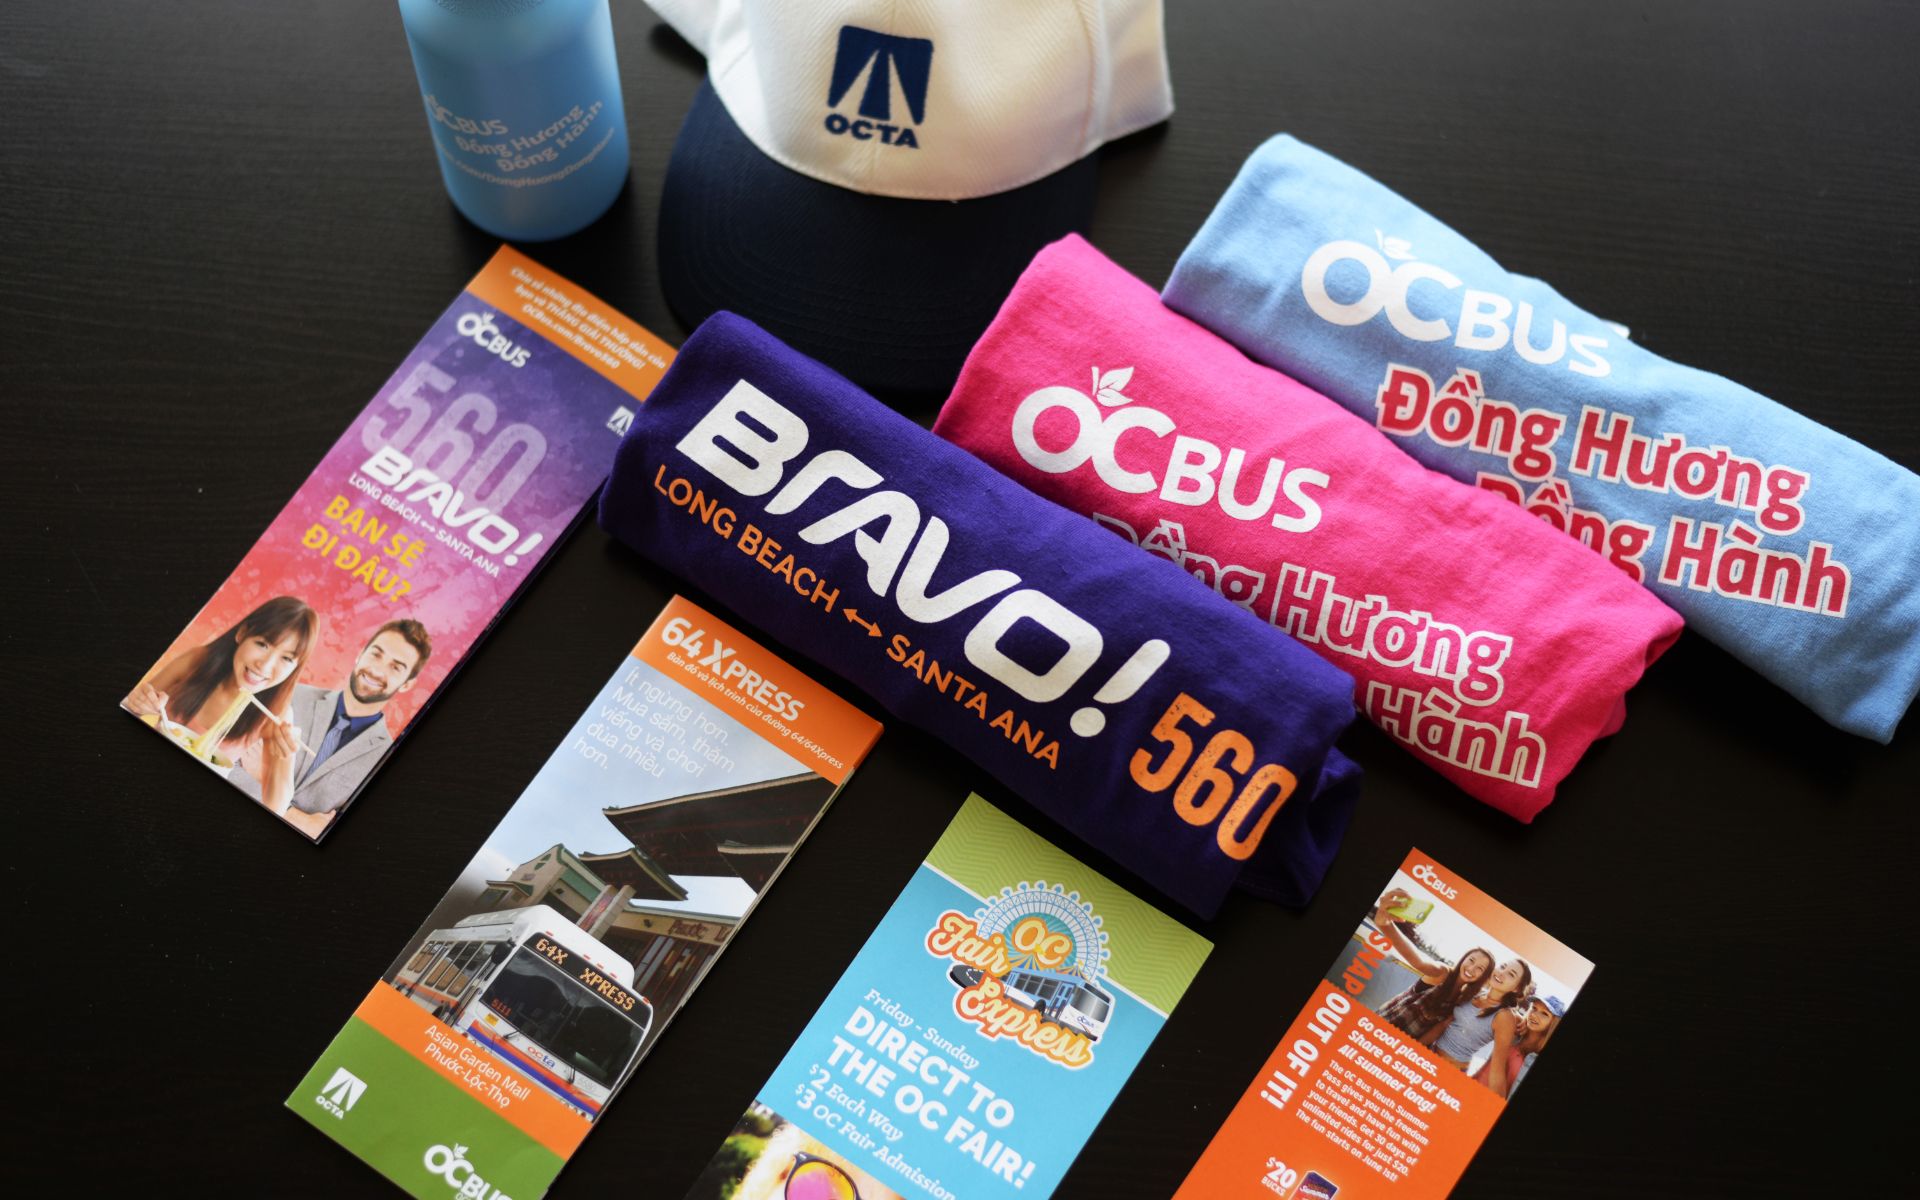 OCBUS
Đồng Hương
Đồng Hành
OCTA
OCBUS
Đồng Hương
Đồng Hành
OCBUS
Đồng Hương
Hành
BRAVO!
LONG BEACH ↔ SANTA ANA
560
Chia sẻ những địa điểm hấp dẫn của
bạn và THẮNG GIẢI THƯỞNG!
OCBus.com/Bravo560
OCBUS
560
OCTA
BRAVO!
LONG BEACH ↔ SANTA ANA
BẠN SẼ
ĐI ĐÂU?
64XPRESS
Bản đồ và lịch trình của đường 64/64Xpress
Ít ngừng hơn.
Mua sắm, thăm
viếng và chơi
đùa nhiều
hơn.
64X XPRESS
5111
octa
Asian Garden Mall
Phước-Lộc-Thọ
OCTA
OCBUS
OC
Fair
Express
Friday - Sunday
DIRECT TO
THE OC FAIR!
$2 Each Way
$3 OC Fair Admission
OCBUS
SNAP OUT OF IT!
Go cool places.
Share a snap or two.
All summer long!
The OC Bus Youth Summer
Pass gives you the freedom
to travel and have fun with
your friends. Get 30 days of
unlimited rides for just $20.
The fun starts on June 1st!
$20
BUCKS
Summer